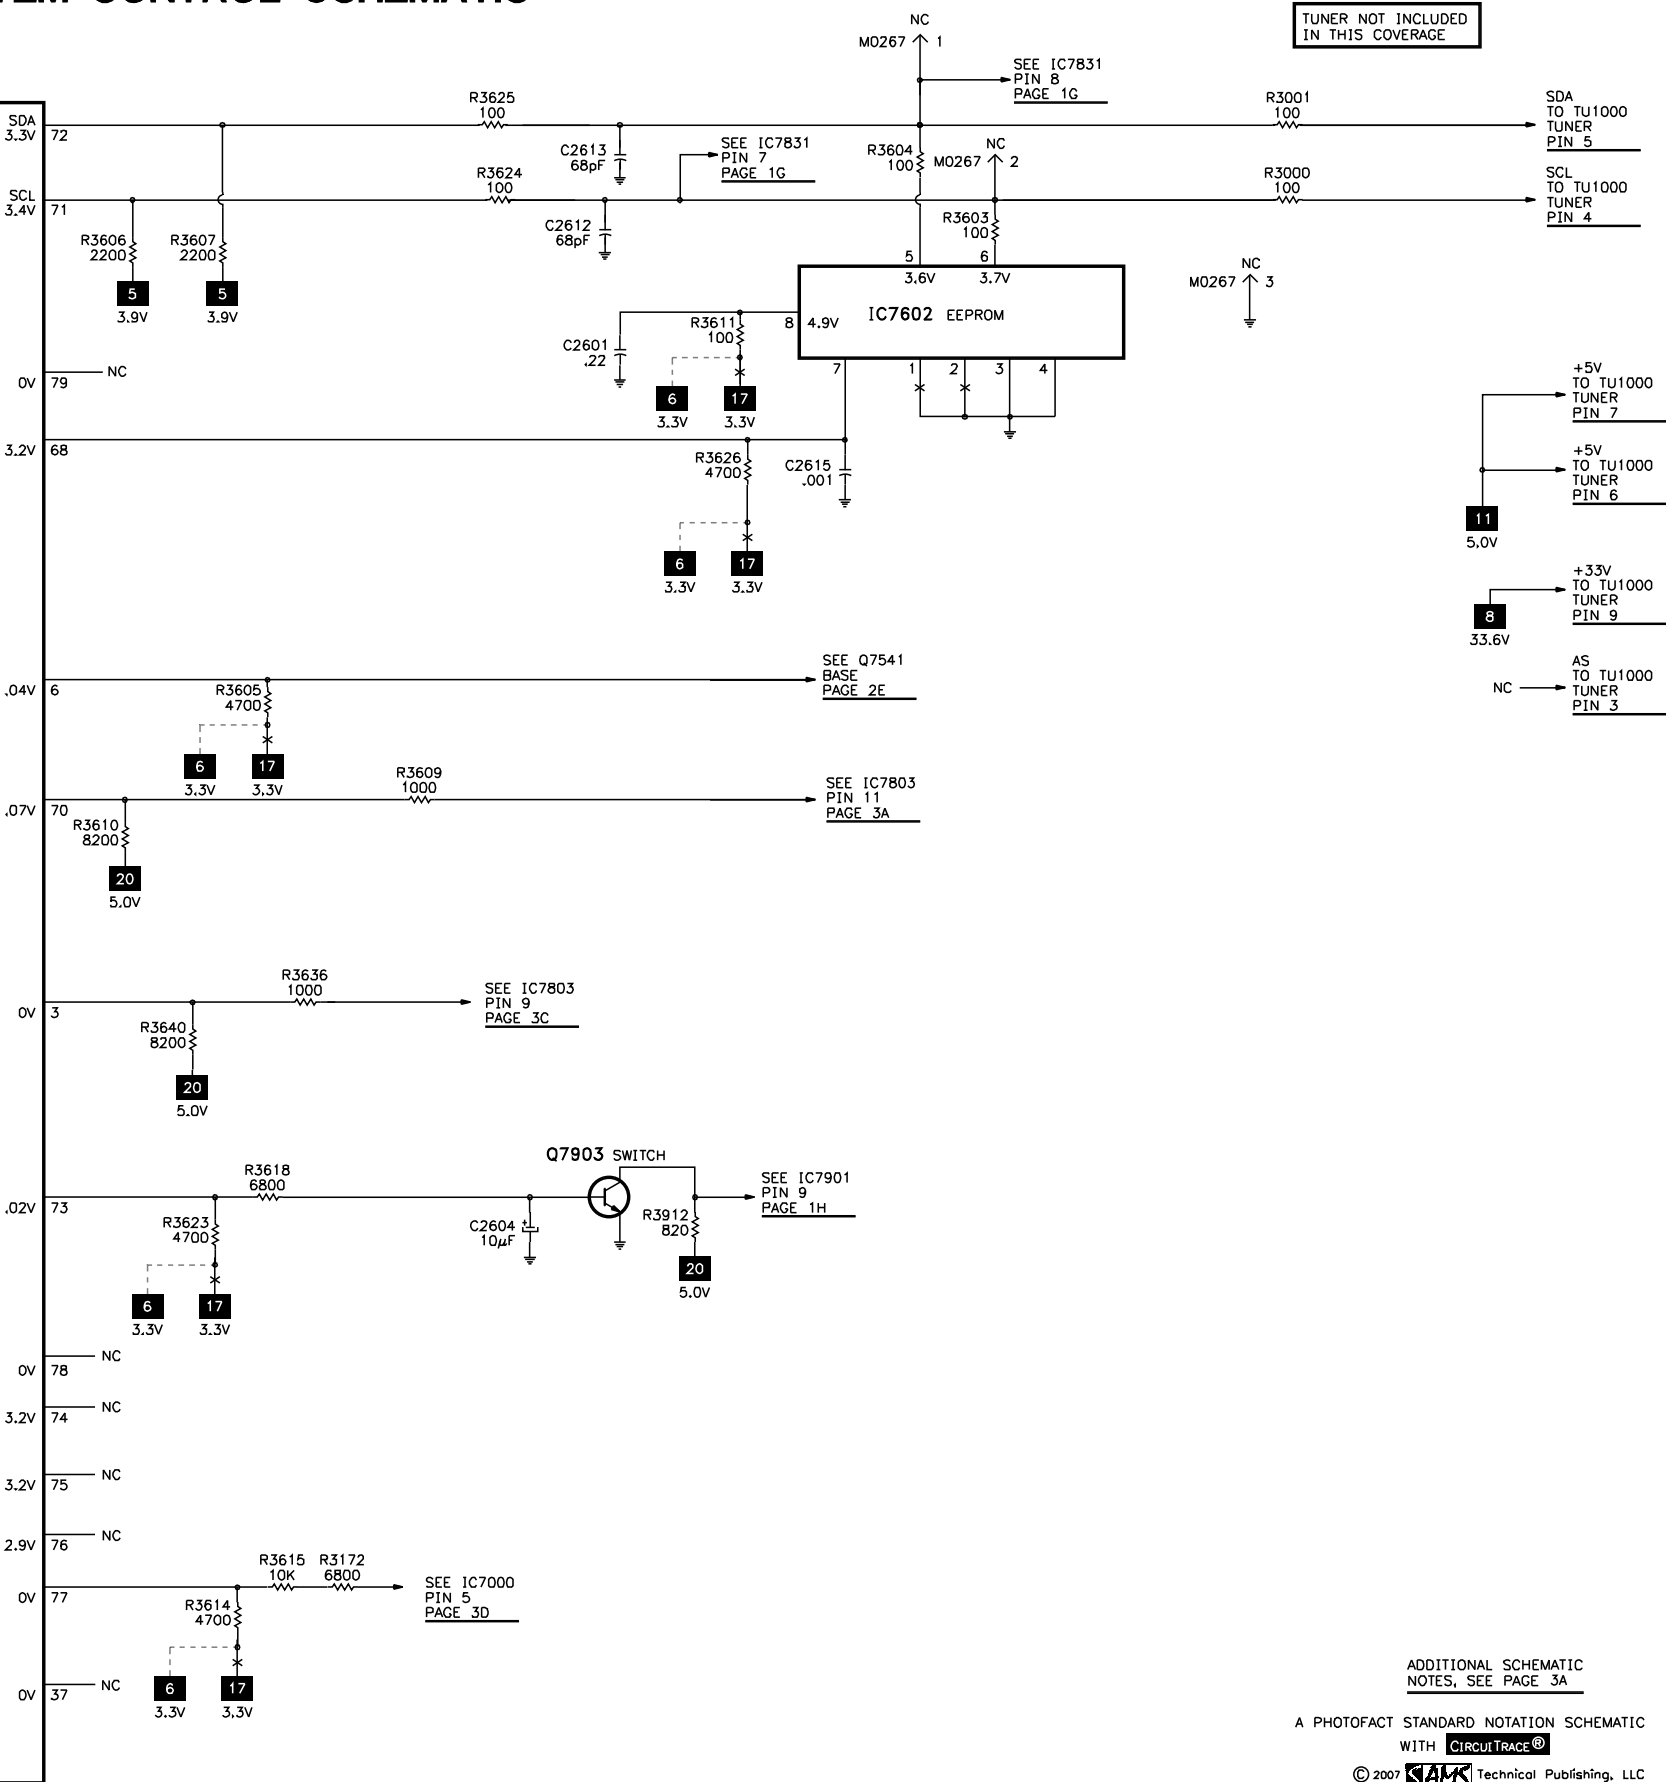 TEM CONTROL SCHEMATIC
TUNER NOT INCLUDED
IN THIS COVERAGE
NC
M0267 1
SEE IC7831
PIN 8
PAGE 1G
SDA
3.3V 72
R3625
100
C2613
68pF
SEE IC7831
PIN 7
PAGE 1G
R3604
100
NC
M0267 2
R3001
100
SDA
TO TU1000
TUNER
PIN 5
SCL
3.4V 71
R3624
100
C2612
68pF
R3603
100
R3000
100
SCL
TO TU1000
TUNER
PIN 4
R3606
2200
5
3.9V
R3607
2200
5
3.9V
5 6
3.6V 3.7V
IC7602 EEPROM
8 4.9V
7 1 2 3 4
NC
M0267 3
C2601
.22
R3611
100
6
3.3V
17
3.3V
0V 79 NC
3.2V 68
R3626
4700
C2615
.001
6
3.3V
17
3.3V
+5V
TO TU1000
TUNER
PIN 7
+5V
TO TU1000
TUNER
PIN 6
11
5.0V
+33V
TO TU1000
TUNER
PIN 9
8
33.6V
NC
AS
TO TU1000
TUNER
PIN 3
.04V 6
R3605
4700
6
3.3V
17
3.3V
SEE Q7541
BASE
PAGE 2E
.07V 70
R3609
1000
SEE IC7803
PIN 11
PAGE 3A
R3610
8200
20
5.0V
0V 3
R3636
1000
SEE IC7803
PIN 9
PAGE 3C
R3640
8200
20
5.0V
.02V 73
R3618
6800
R3623
4700
6
3.3V
17
3.3V
C2604
10µF
+
Q7903 SWITCH
R3912
820
20
5.0V
SEE IC7901
PIN 9
PAGE 1H
0V 78 NC
3.2V 74 NC
3.2V 75 NC
2.9V 76 NC
0V 77
R3615
10K
R3172
6800
SEE IC7000
PIN 5
PAGE 3D
R3614
4700
6
3.3V
17
3.3V
0V 37 NC
ADDITIONAL SCHEMATIC
NOTES, SEE PAGE 3A
A PHOTOFACT STANDARD NOTATION SCHEMATIC
WITH CIRCUITRACE®
© 2007 SAMS Technical Publishing, LLC